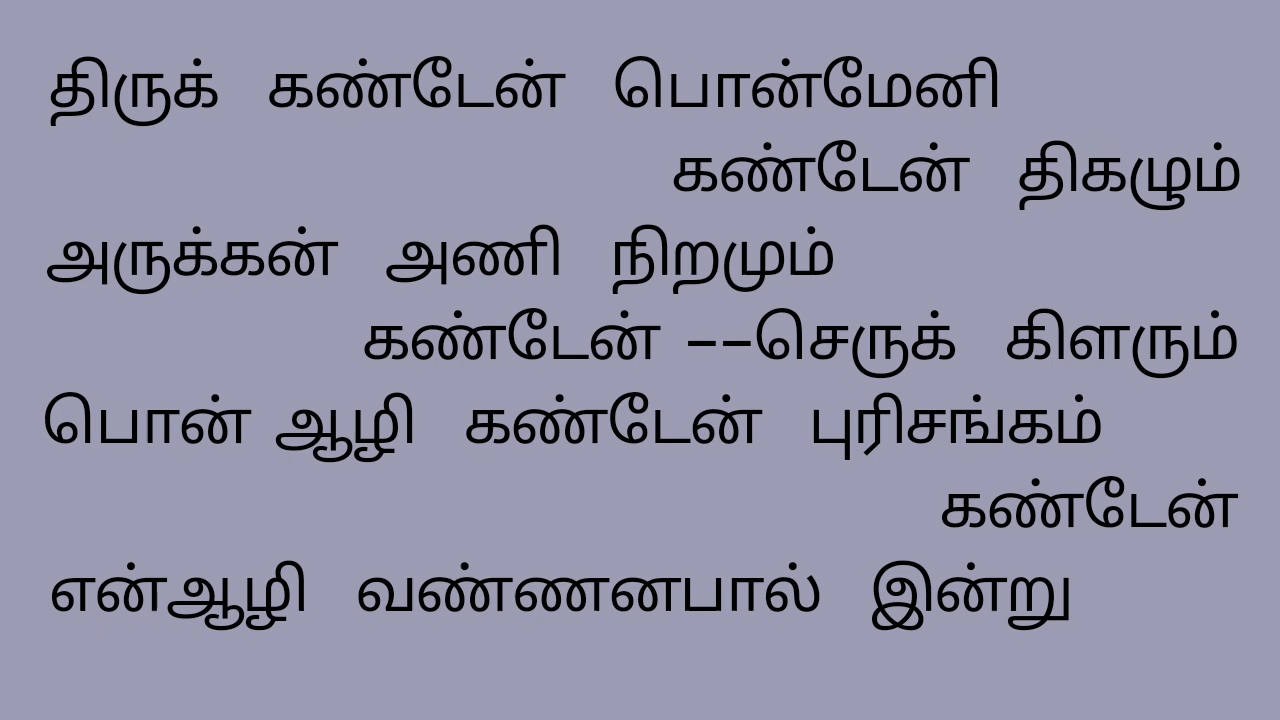 திருக் கண்டேன் பொன்மேனி
கண்டேன் திகழும்
அருக்கன் அணி நிறமும்
கண்டேன் --செருக் கிளரும்
பொன் ஆழி கண்டேன் புரிசங்கம்
கண்டேன்
என்ஆழி வண்ணனபால் இன்று